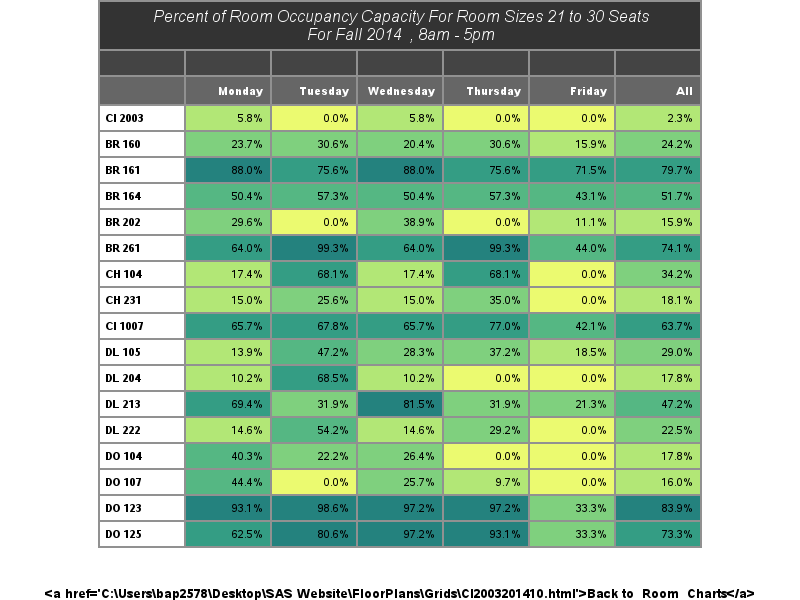 Percent of Room Occupancy Capacity For Room Sizes 21 to 30 Seats
For Fall 2014 , 8am - 5pm
Monday Tuesday Wednesday Thursday Friday All
CI 2003 5.8% 0.0% 5.8% 0.0% 0.0% 2.3%
BR 160 23.7% 30.6% 20.4% 30.6% 15.9% 24.2%
BR 161 88.0% 75.6% 88.0% 75.6% 71.5% 79.7%
BR 164 50.4% 57.3% 50.4% 57.3% 43.1% 51.7%
BR 202 29.6% 0.0% 38.9% 0.0% 11.1% 15.9%
BR 261 64.0% 99.3% 64.0% 99.3% 44.0% 74.1%
CH 104 17.4% 68.1% 17.4% 68.1% 0.0% 34.2%
CH 231 15.0% 25.6% 15.0% 35.0% 0.0% 18.1%
CI 1007 65.7% 67.8% 65.7% 77.0% 42.1% 63.7%
DL 105 13.9% 47.2% 28.3% 37.2% 18.5% 29.0%
DL 204 10.2% 68.5% 10.2% 0.0% 0.0% 17.8%
DL 213 69.4% 31.9% 81.5% 31.9% 21.3% 47.2%
DL 222 14.6% 54.2% 14.6% 29.2% 0.0% 22.5%
DO 104 40.3% 22.2% 26.4% 0.0% 0.0% 17.8%
DO 107 44.4% 0.0% 25.7% 9.7% 0.0% 16.0%
DO 123 93.1% 98.6% 97.2% 97.2% 33.3% 83.9%
DO 125 62.5% 80.6% 97.2% 93.1% 33.3% 73.3%
<a href='C:\Users\bap2578\Desktop\SAS Website\FloorPlans\Grids\CI2003201410.html'>Back to Room Charts</a>